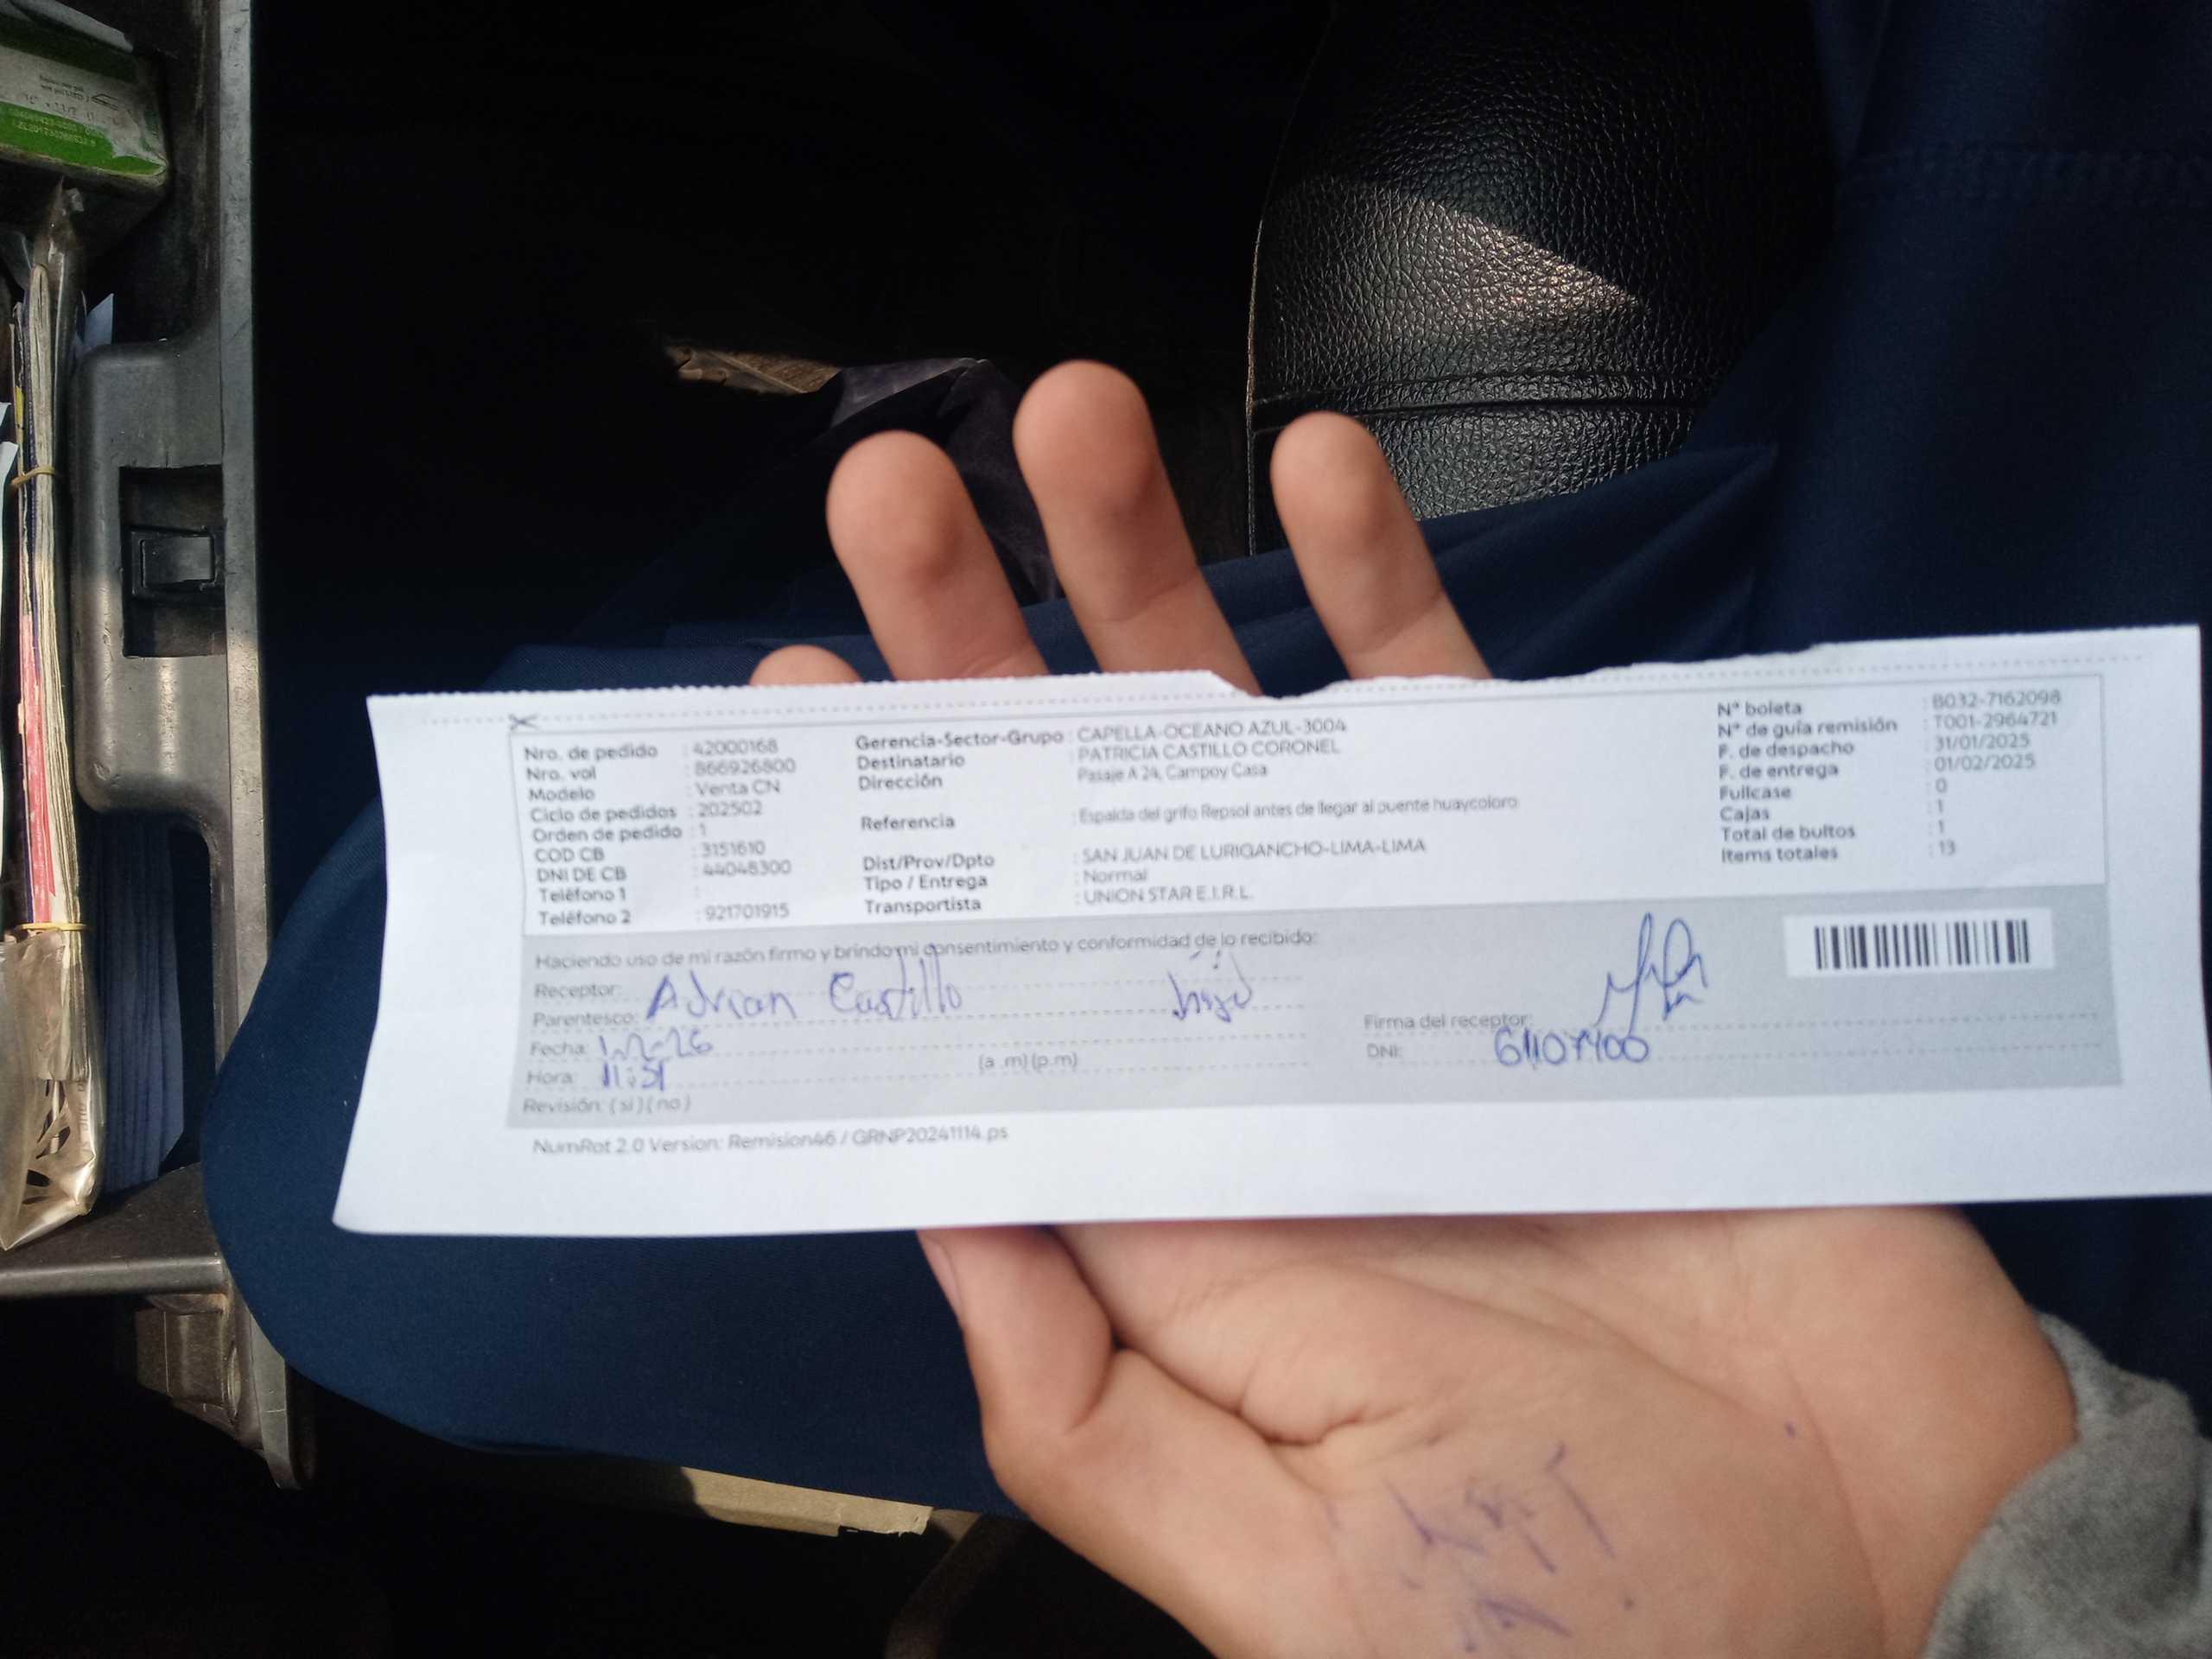 Nro. de pedido : 42000168
Nro. vol : 866926800
Modelo : Venta CN
Ciclo de pedidos : 202502
Orden de pedido : 1
COD CB : 3151610
DNI DE CB : 44048300
Teléfono 1 :
Teléfono 2 : 921701915
Gerencia-Sector-Grupo : CAPELLA-OCEANO AZUL-3004
Destinatario : PATRICIA CASTILLO CORONEL
Dirección : Pasaje A 24, Campoy Casa
Referencia : Espalda del grifo Repsol antes de llegar al puente huaycoloro
Dist/Prov/Dpto : SAN JUAN DE LURIGANCHO-LIMA-LIMA
Tipo / Entrega : Normal
Transportista : UNION STAR E.I.R.L.
N° boleta : B032-7162098
N° de guía remisión : T001-2964721
F. de despacho : 31/01/2025
F. de entrega : 01/02/2025
Fullcase : 0
Cajas : 1
Total de bultos : 1
Items totales : 13
Haciendo uso de mi razón firmo y brindo mi consentimiento y conformidad de lo recibido:
Receptor: Adrian Castillo
Parentesco:
Fecha:
Hora: 11:51 (a .m) (p.m)
Revisión: ( si ) ( no )
Firma del receptor:
DNI:
NumRot 2.0 Version: Remision46 / GRNP20241114.ps